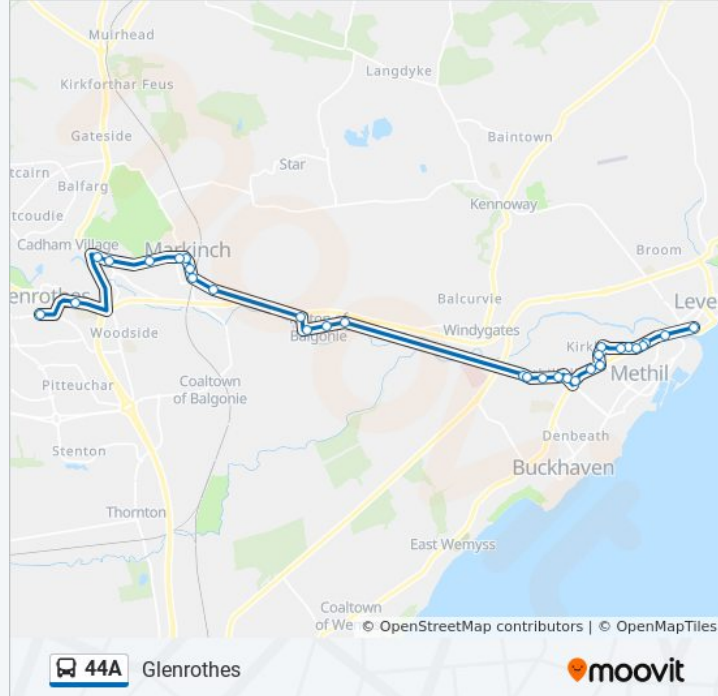 Muirhead
Langdyke
Kirkforthar Feus
Gateside
Baintown
Star
tcairn
Balfarg
Kennoway
tcoudie
Cadham Village
Markinch
Broom
enrothes
Balcurvie
Leve
Woodside
Balgonie
Windygates
Kirk
Pitteuchar
Coaltown
of Balgonie
Methil
Stenton
Denbeath
Buckhaven
Thornton
East Wemyss
Coaltown
of We
© OpenStreetMap contributors | © OpenMapTiles
44A
Glenrothes
moovit